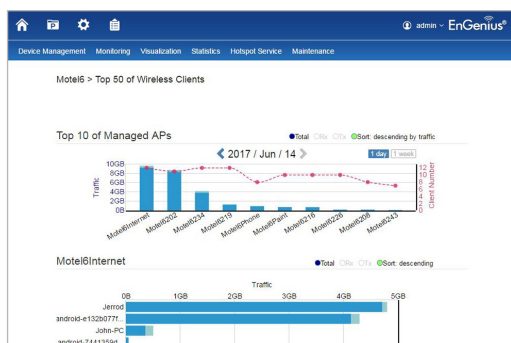 admin
EnGenius®
Device Management Monitoring Visualization Statistics Hotspot Service Maintenance
Motel6 > Top 50 of Wireless Clients
Top 10 of Managed APs
Total Rx Tx Sort: descending by traffic
2017 / Jun / 14
1 day 1 week
Traffic
10GB
8GB
6GB
4GB
2GB
0B
12
10
8
6
4
2
0
Client Number
Motel6Internet Motel6202 Motel6234 Motel6219 Motel6Phone Motel6Paint Motel6216 Motel6226 Motel6208 Motel6243
Motel6Internet
Total Rx Tx Sort: descending
Traffic
0B 1GB 2GB 3GB 4GB 5GB
Jerrod
android-e132b077f...
John-PC
android-7441359d...